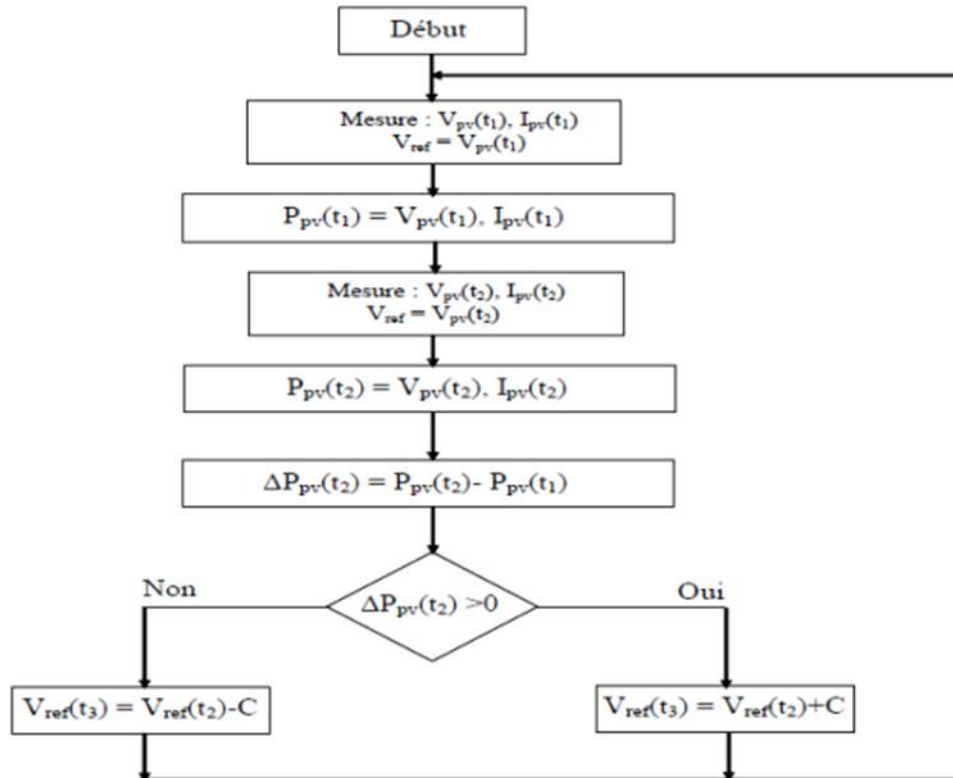 Début
Mesure : Vpv(t1), Ipv(t1)
Vref = Vpv(t1)
Ppv(t1) = Vpv(t1), Ipv(t1)
Mesure : Vpv(t2), Ipv(t2)
Vref = Vpv(t2)
Ppv(t2) = Vpv(t2), Ipv(t2)
ΔPpv(t2) = Ppv(t2)- Ppv(t1)
Non
ΔPpv(t2) >0
Oui
Vref(t3) = Vref(t2)-C
Vref(t3) = Vref(t2)+C